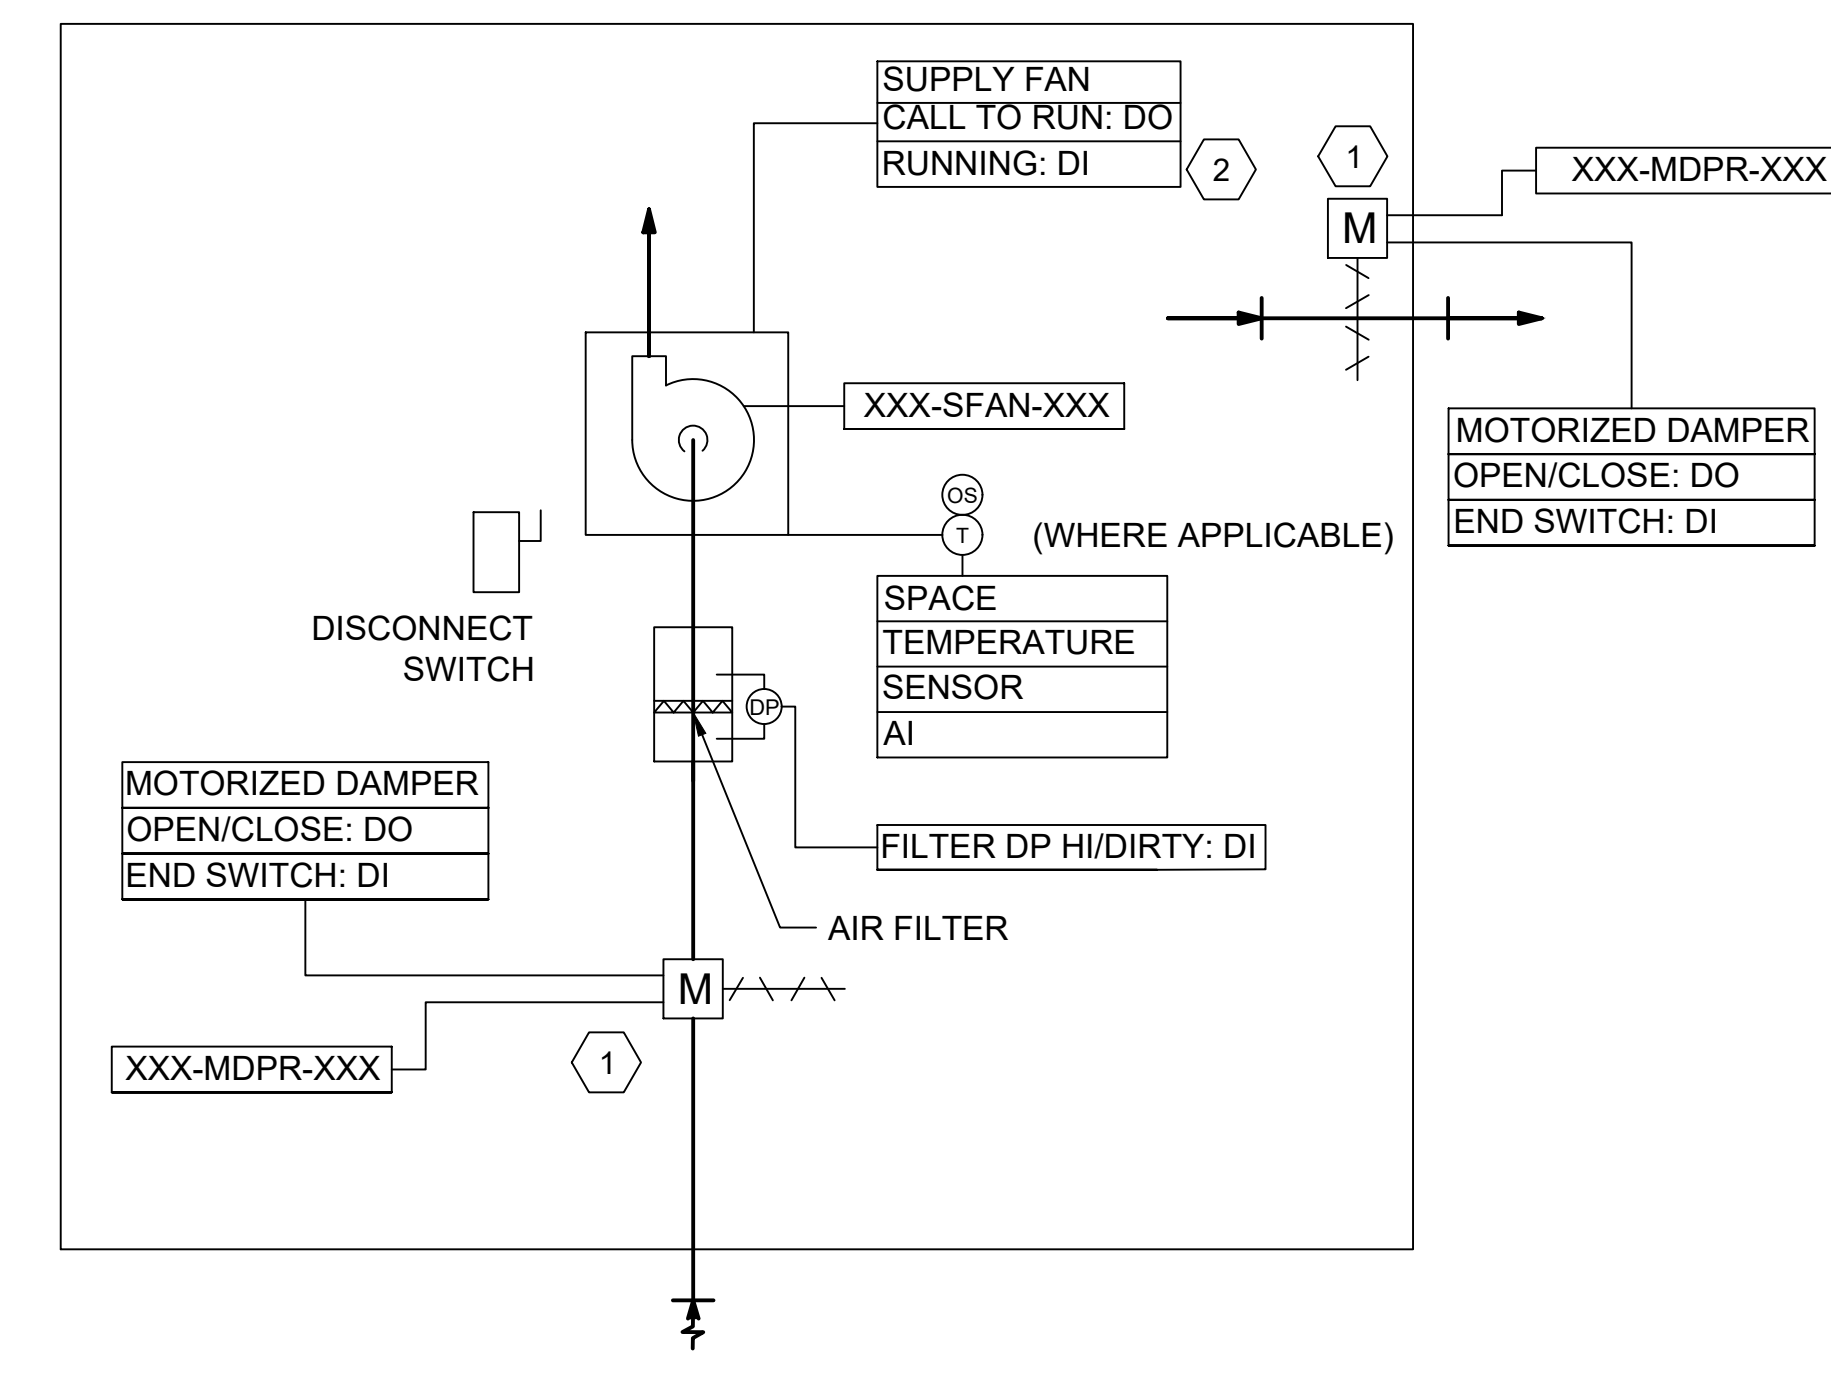 SUPPLY FAN
CALL TO RUN: DO
RUNNING: DI
2
1
XXX-MDPR-XXX
M
XXX-SFAN-XXX
MOTORIZED DAMPER
OPEN/CLOSE: DO
END SWITCH: DI
OS
T
(WHERE APPLICABLE)
SPACE
TEMPERATURE
SENSOR
AI
DISCONNECT
SWITCH
DP
MOTORIZED DAMPER
OPEN/CLOSE: DO
END SWITCH: DI
FILTER DP HI/DIRTY: DI
AIR FILTER
M
XXX-MDPR-XXX
1